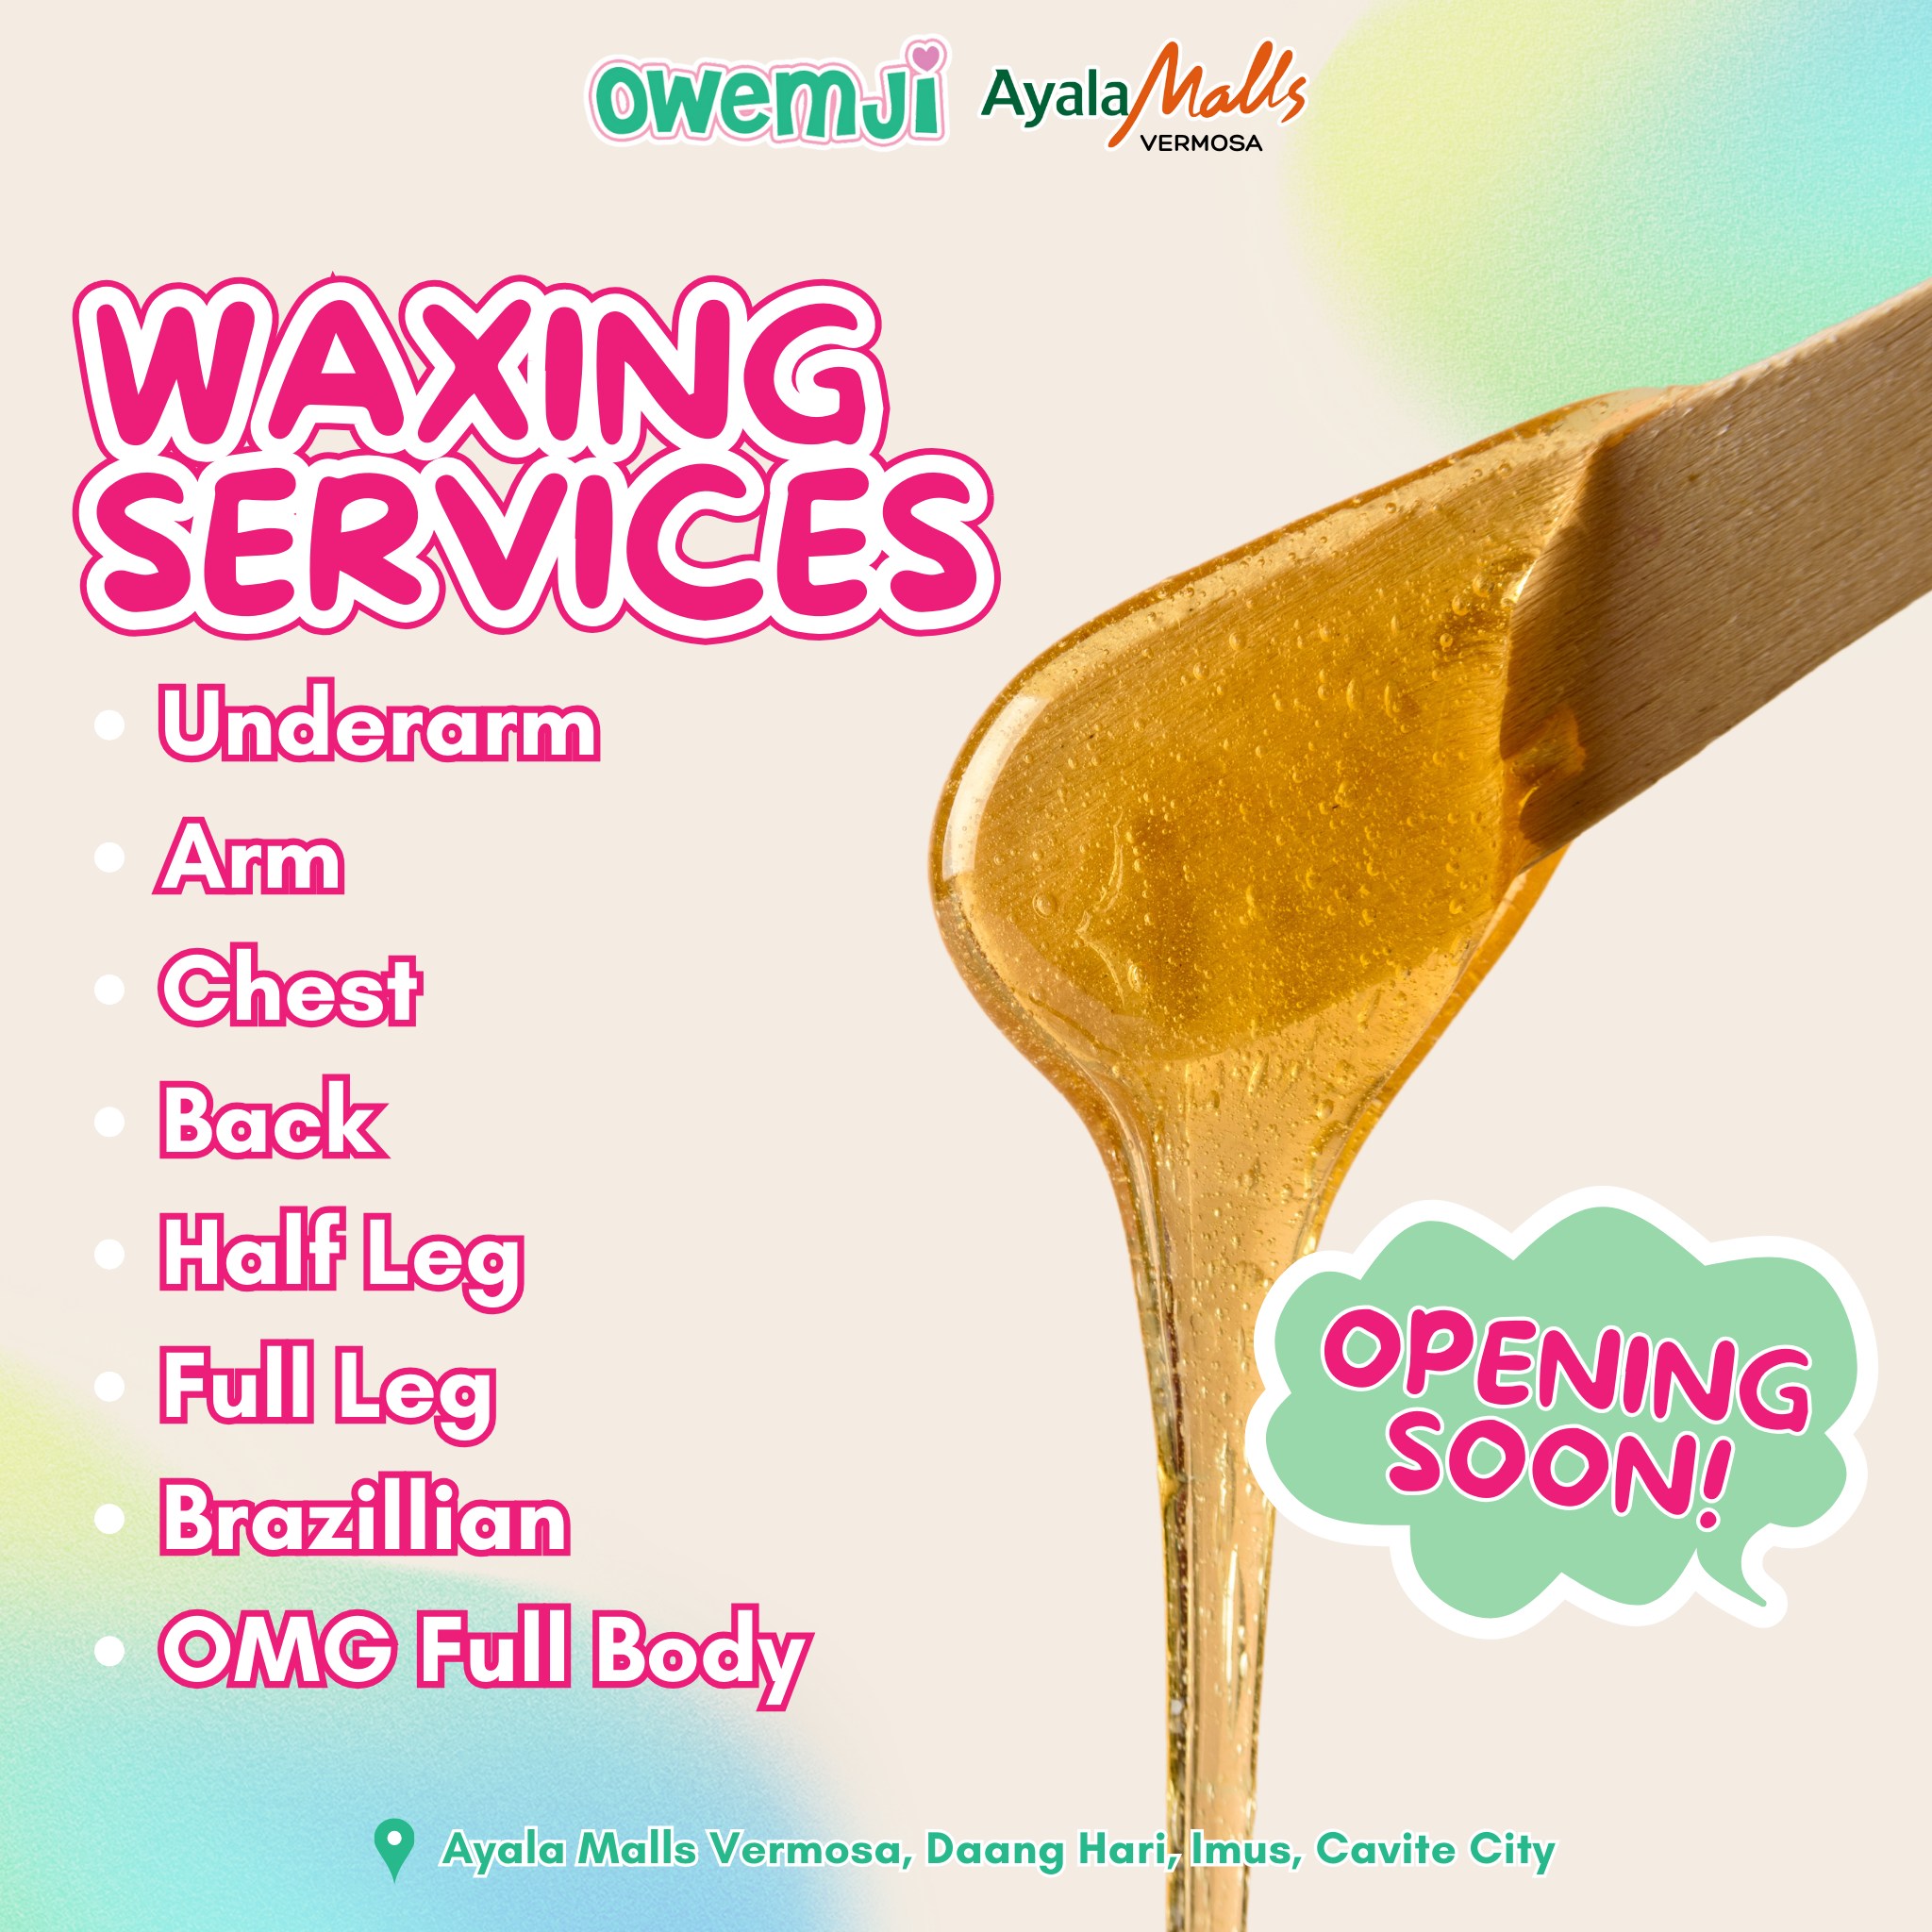 owemji
Ayala Malls
VERMOSA
WAXING
SERVICES
Underarm
Arm
Chest
Back
Half Leg
Full Leg
Brazillian
OMG Full Body
OPENING
SOON!
Ayala Malls Vermosa, Daang Hari, Imus, Cavite City